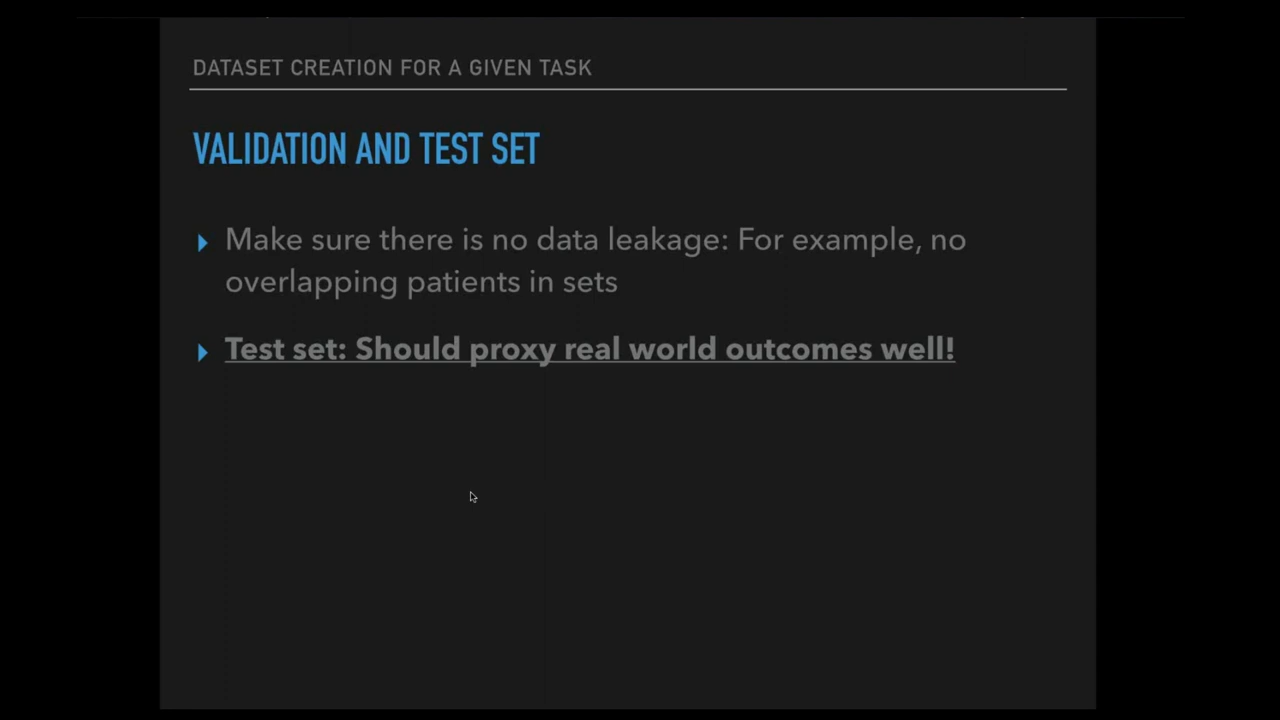 DATASET CREATION FOR A GIVEN TASK
VALIDATION AND TEST SET
Make sure there is no data leakage: For example, no
overlapping patients in sets
Test set: Should proxy real world outcomes well!